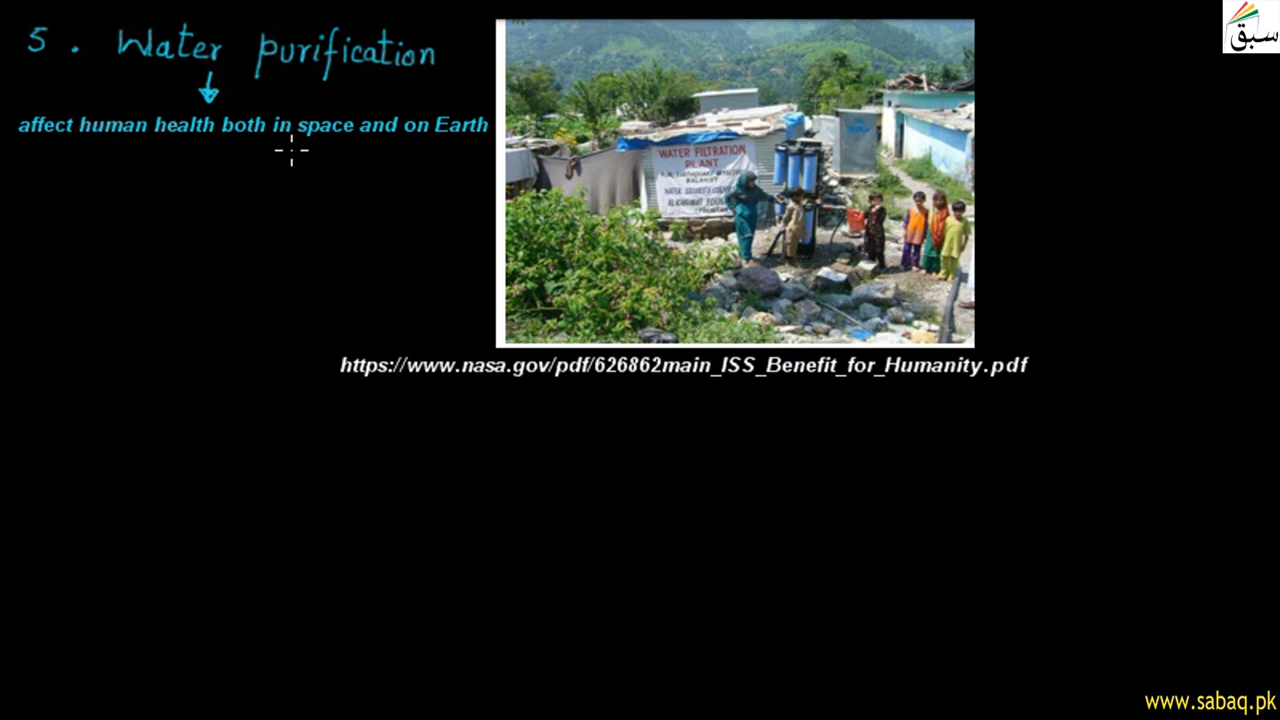 5 . Water purification
affect human health both in space and on Earth
WATER FILTRATION
PLANT
BALAKOT
https://www.nasa.gov/pdf/626862main_ISS_Benefit_for_Humanity.pdf
سبق
www.sabaq.pk